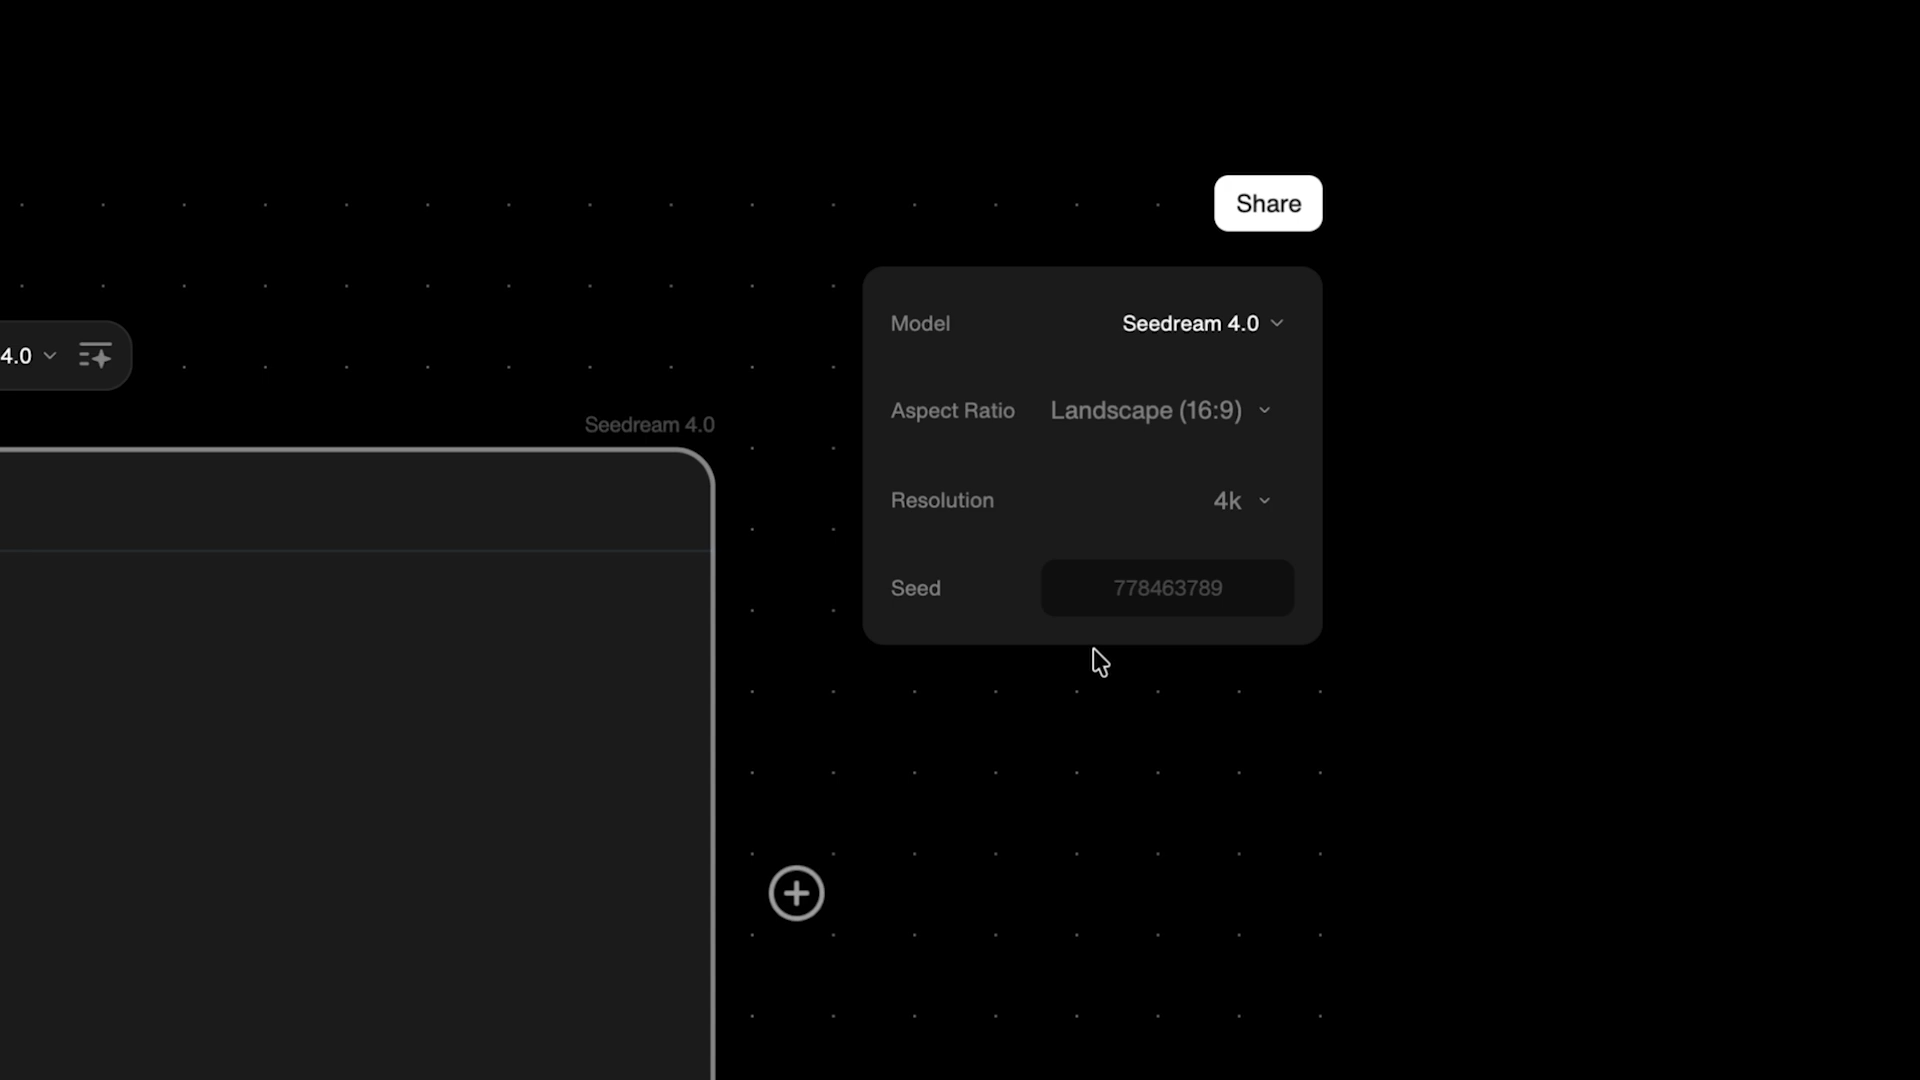 Share
Model Seedream 4.0
4.0
Aspect Ratio Landscape (16:9)
Seedream 4.0
Resolution 4k
Seed 778463789